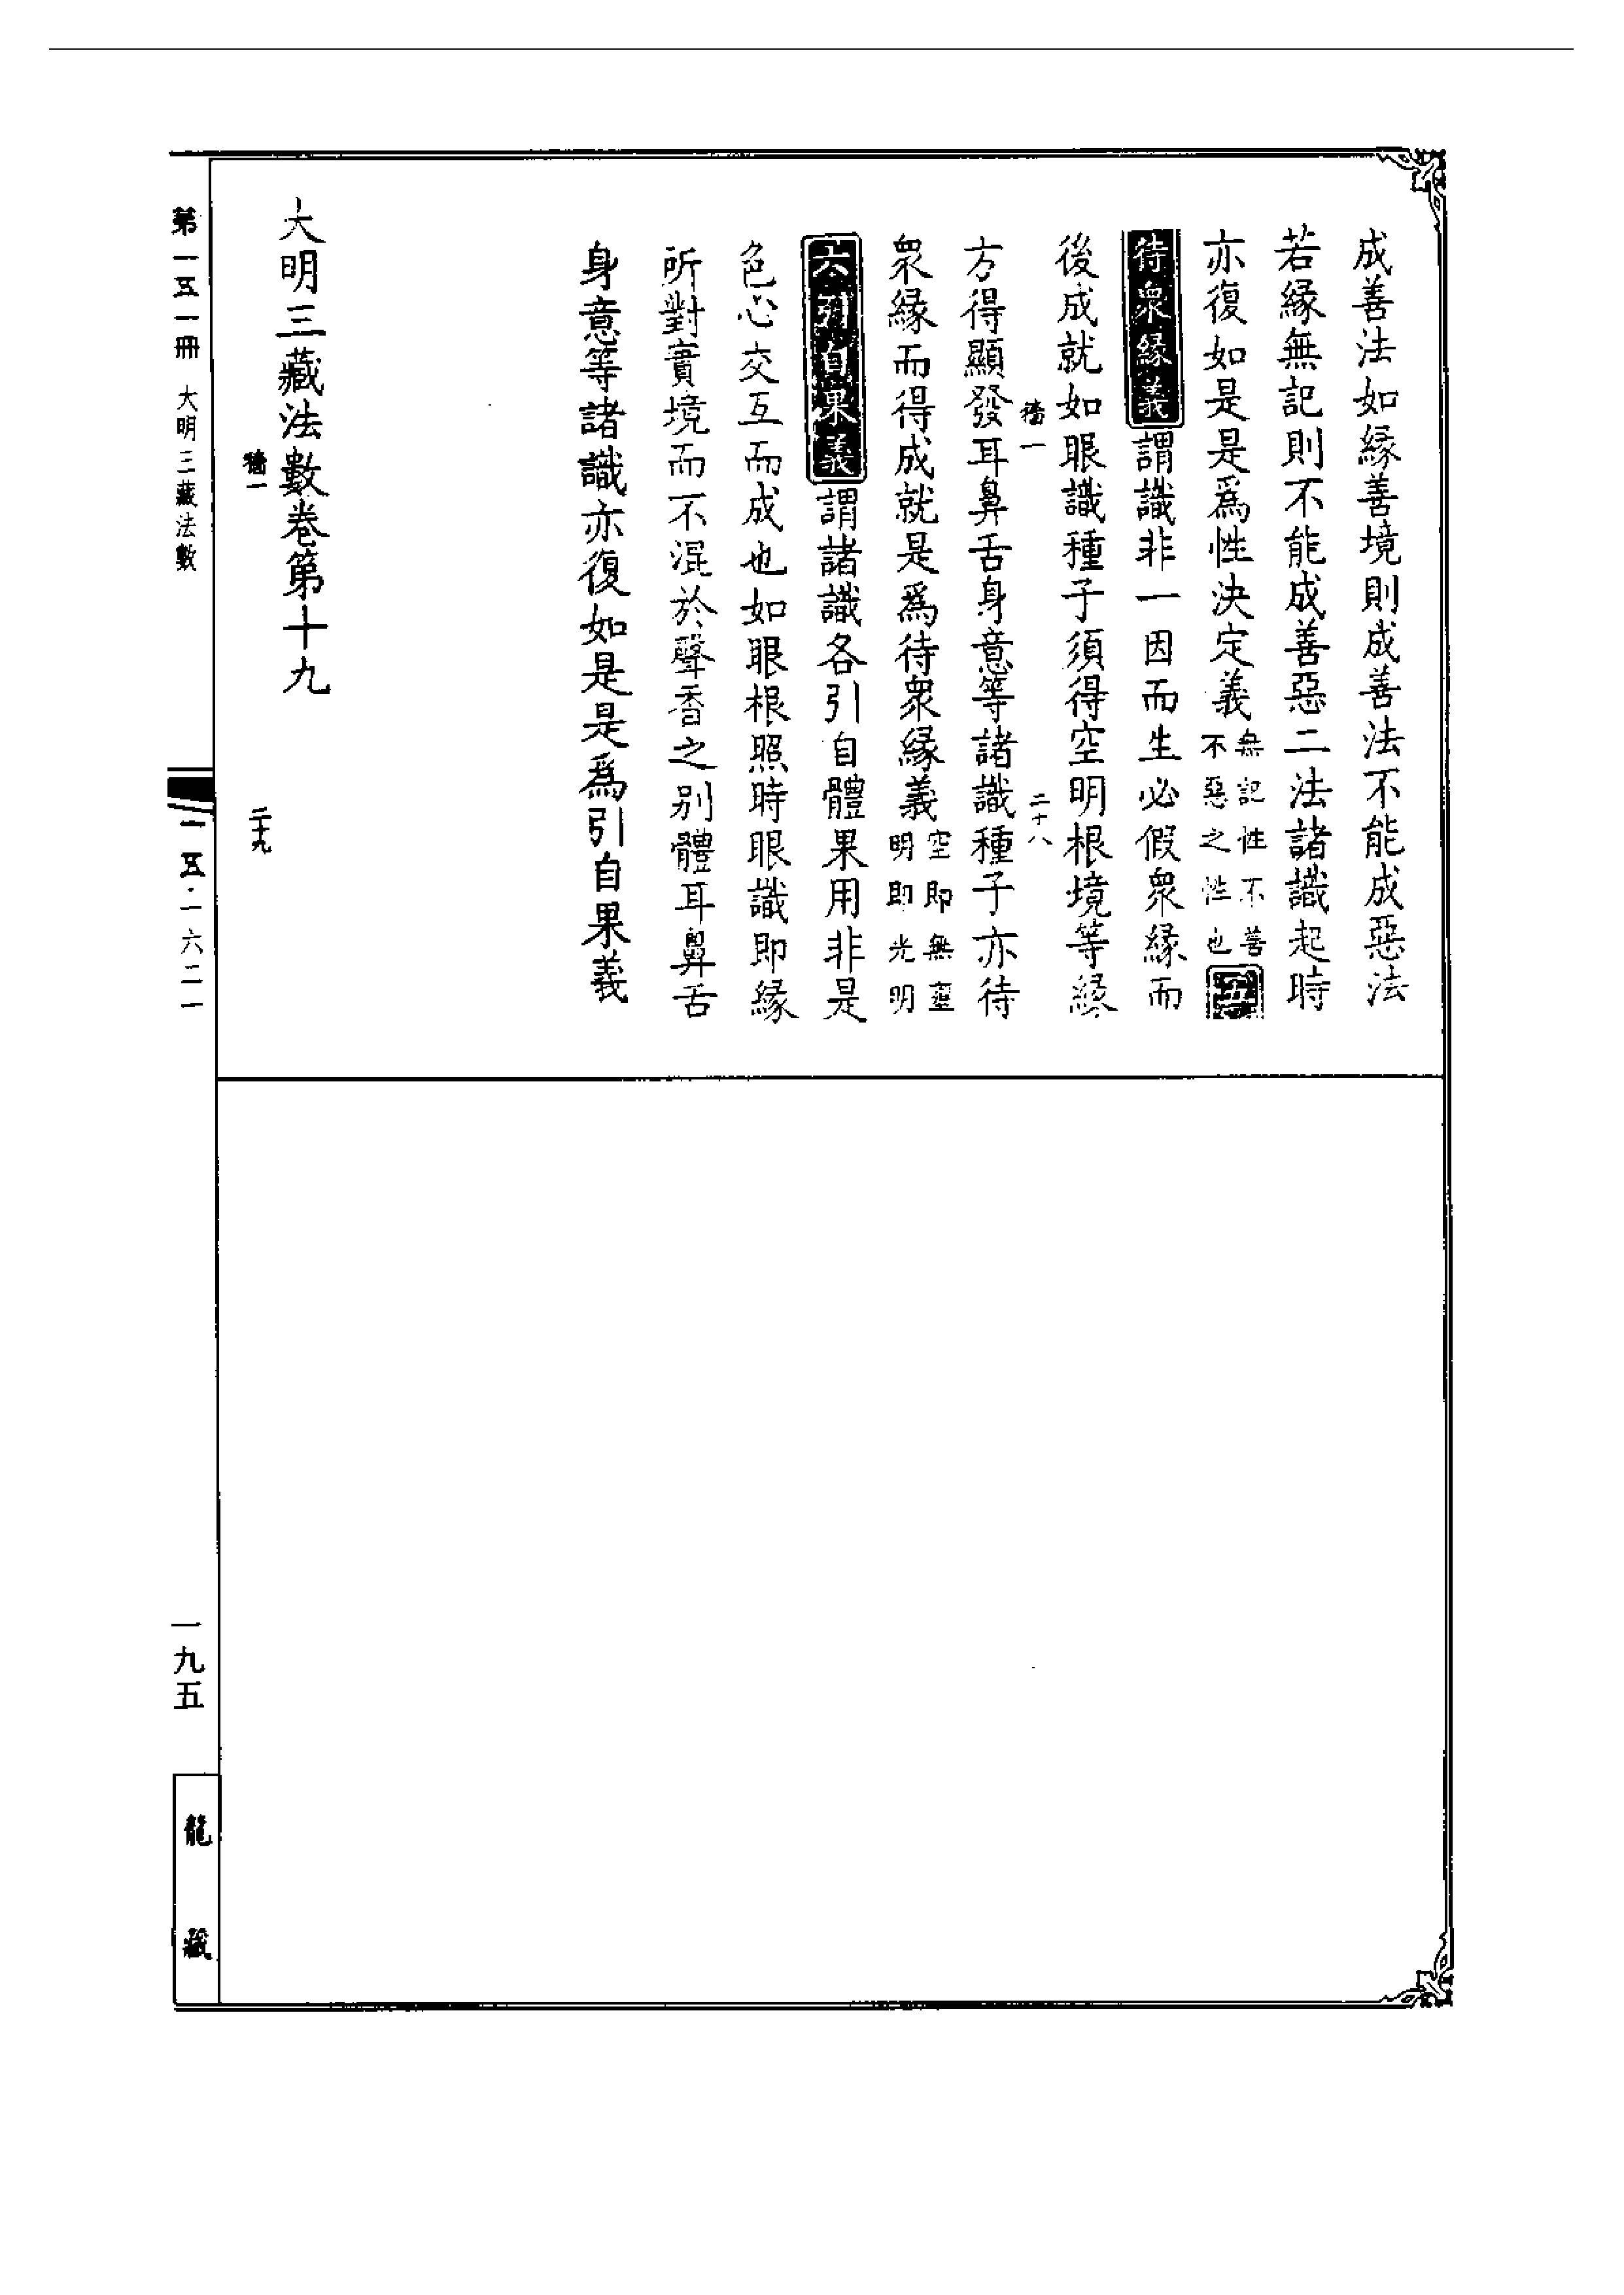 成善法如緣善境則成善法不能成惡法
若緣無記則不能成善惡二法諸識起時
亦復如是是爲性決定義無記性不善不惡之性也五
待衆緣義謂識非一因而生必假衆緣而
後成就如眼識種子須得空明根境等緣
一
二十八
方得顯發耳鼻舌身意等諸識種子亦待
衆緣而得成就是爲待衆緣義空即無壅明即光明
六引自果義謂諸識各引自體果用非是
色心交互而成也如眼根照時眼識即緣
所對實境而不混於聲香之別體耳鼻舌
身意等諸識亦復如是是爲引自果義
大明三藏法數卷第十九
一
二十九
第一五一冊 大明三藏法數
一五一·一六二一
一九五
龍藏